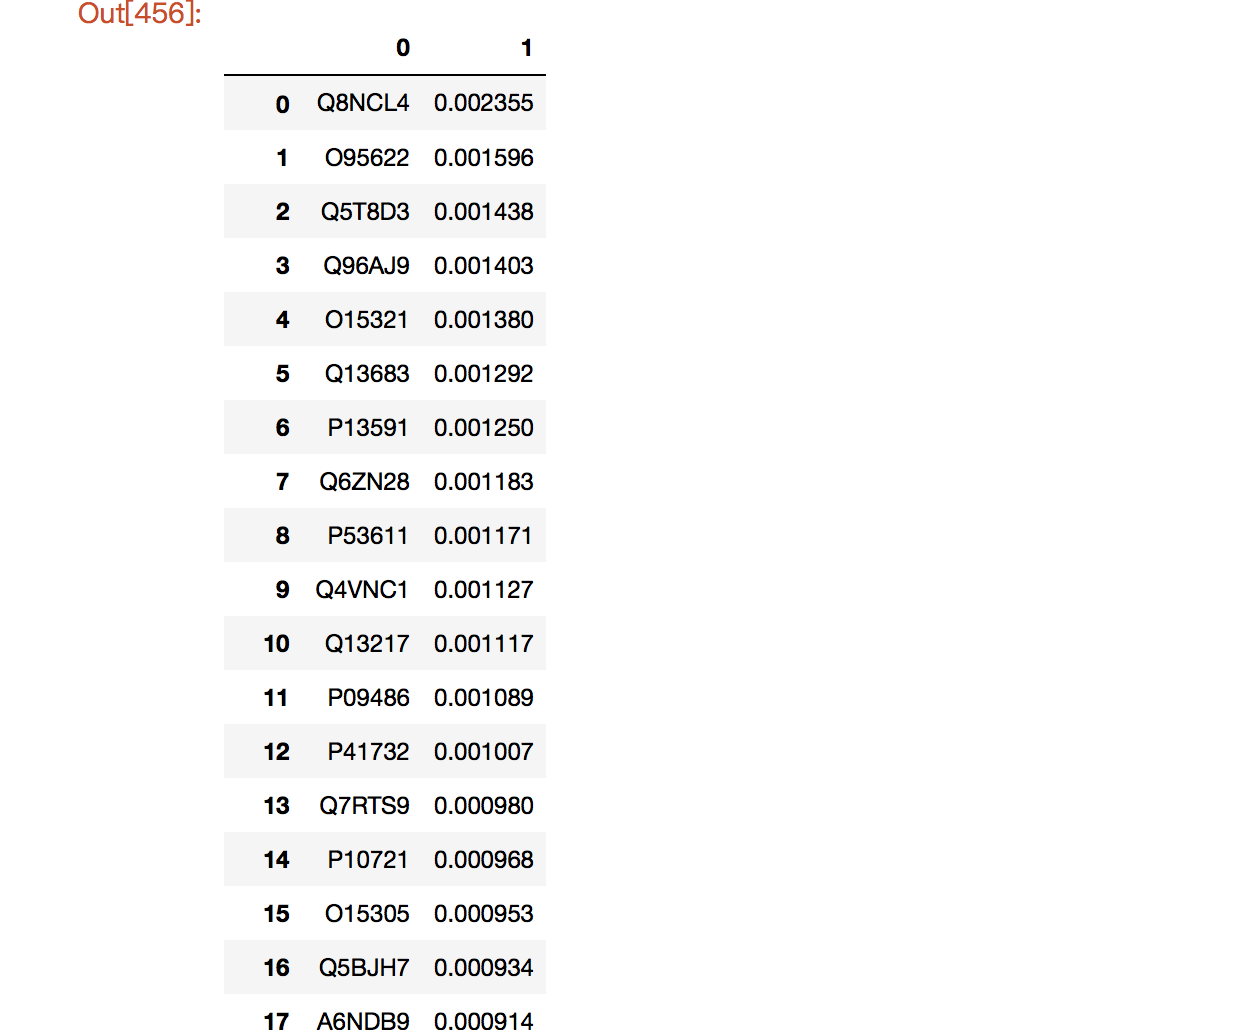 Out[456]:
0 1
0 Q8NCL4 0.002355
1 O95622 0.001596
2 Q5T8D3 0.001438
3 Q96AJ9 0.001403
4 O15321 0.001380
5 Q13683 0.001292
6 P13591 0.001250
7 Q6ZN28 0.001183
8 P53611 0.001171
9 Q4VNC1 0.001127
10 Q13217 0.001117
11 P09486 0.001089
12 P41732 0.001007
13 Q7RTS9 0.000980
14 P10721 0.000968
15 O15305 0.000953
16 Q5BJH7 0.000934
17 A6NDB9 0.000914